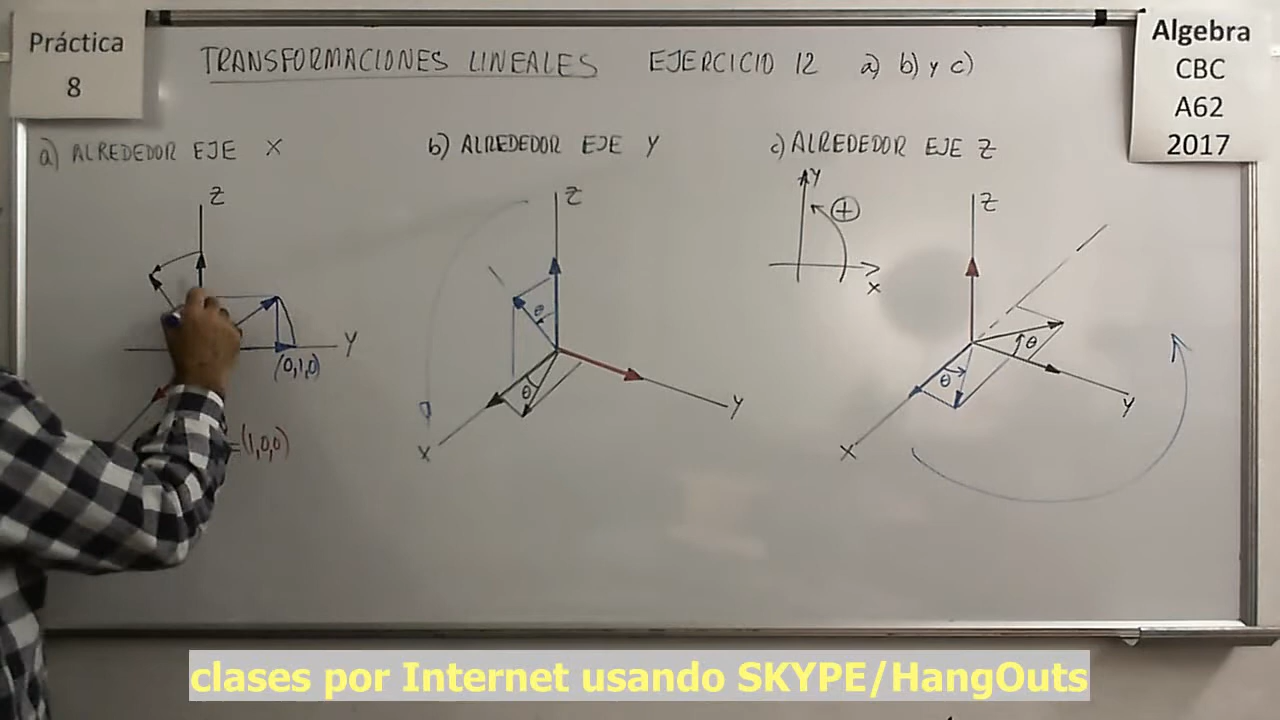 Práctica
8
TRANSFORMACIONES LINEALES EJERCICIO 12 a) b) y c)
Algebra
CBC
A62
2017
a) ALREDEDOR EJE X
Z
Y
(0,1,0)
=(1,0,0)
b) ALREDEDOR EJE Y
Z
θ
θ
X
Y
c) ALREDEDOR EJE Z
Y
+
X
Z
θ
θ
X
Y
clases por Internet usando SKYPE/HangOuts